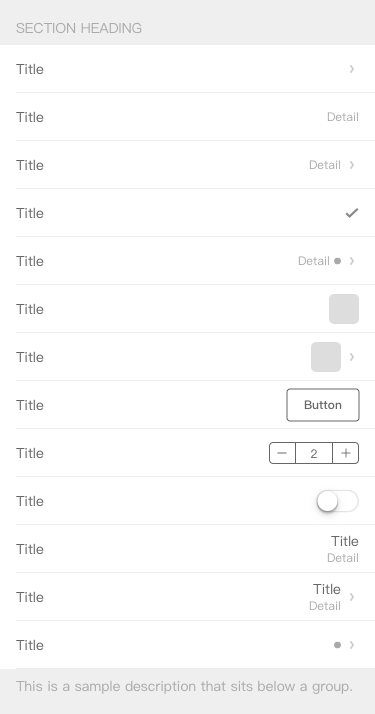 SECTION HEADING
Title
Title Detail
Title Detail
Title
Title Detail
Title
Title
Title Button
Title 2
Title
Title Title
Detail
Title Title
Detail
Title
This is a sample description that sits below a group.